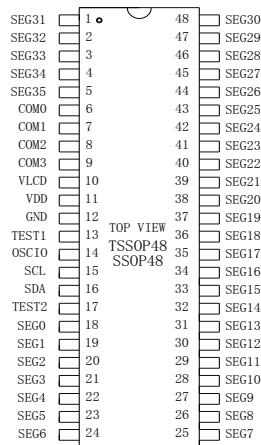 SEG31 1 48 SEG30
SEG32 2 47 SEG29
SEG33 3 46 SEG28
SEG34 4 45 SEG27
SEG35 5 44 SEG26
COM0 6 43 SEG25
COM1 7 42 SEG24
COM2 8 41 SEG23
COM3 9 40 SEG22
VLCD 10 39 SEG21
VDD 11 38 SEG20
GND 12 37 SEG19
TOP VIEW
TEST1 13 36 SEG18
TSSOP48
OSCIO 14 35 SEG17
SSOP48
SCL 15 34 SEG16
SDA 16 33 SEG15
TEST2 17 32 SEG14
SEG0 18 31 SEG13
SEG1 19 30 SEG12
SEG2 20 29 SEG11
SEG3 21 28 SEG10
SEG4 22 27 SEG9
SEG5 23 26 SEG8
SEG6 24 25 SEG7